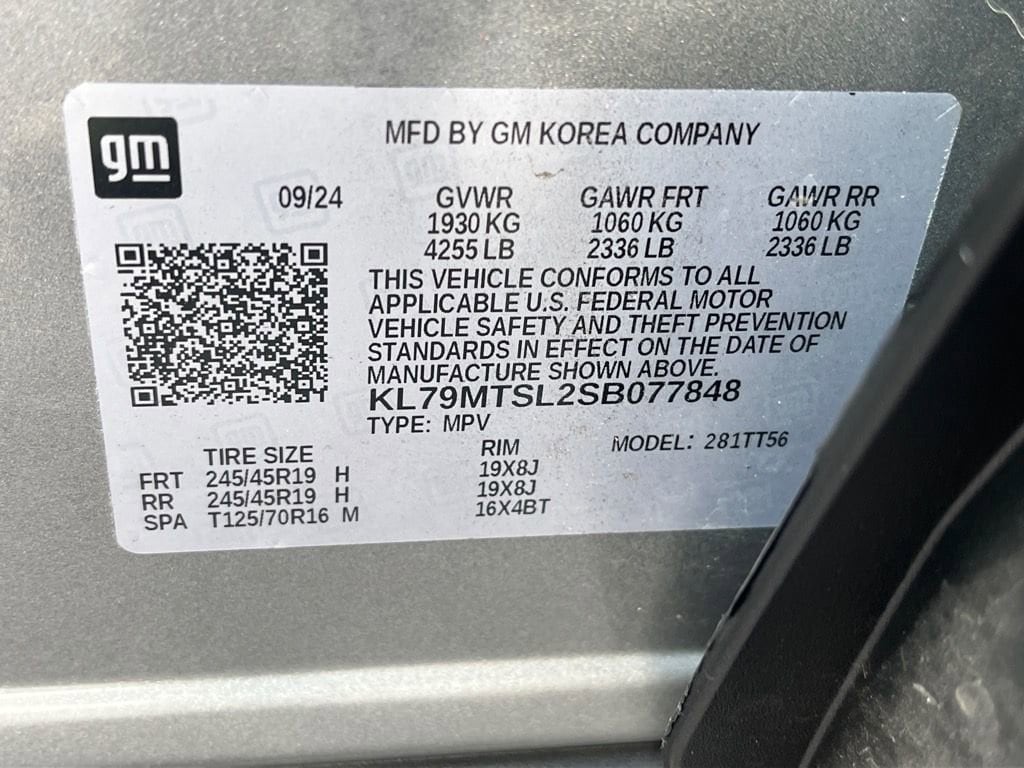 gm
MFD BY GM KOREA COMPANY
09/24 GVWR GAWR FRT GAWR RR
1930 KG 1060 KG 1060 KG
4255 LB 2336 LB 2336 LB
THIS VEHICLE CONFORMS TO ALL
APPLICABLE U.S. FEDERAL MOTOR
VEHICLE SAFETY AND THEFT PREVENTION
STANDARDS IN EFFECT ON THE DATE OF
MANUFACTURE SHOWN ABOVE.
KL79MTSL2SB077848
TYPE: MPV
TIRE SIZE RIM MODEL: 281TT56
FRT 245/45R19 H 19X8J
RR 245/45R19 H 19X8J
SPA T125/70R16 M 16X4BT